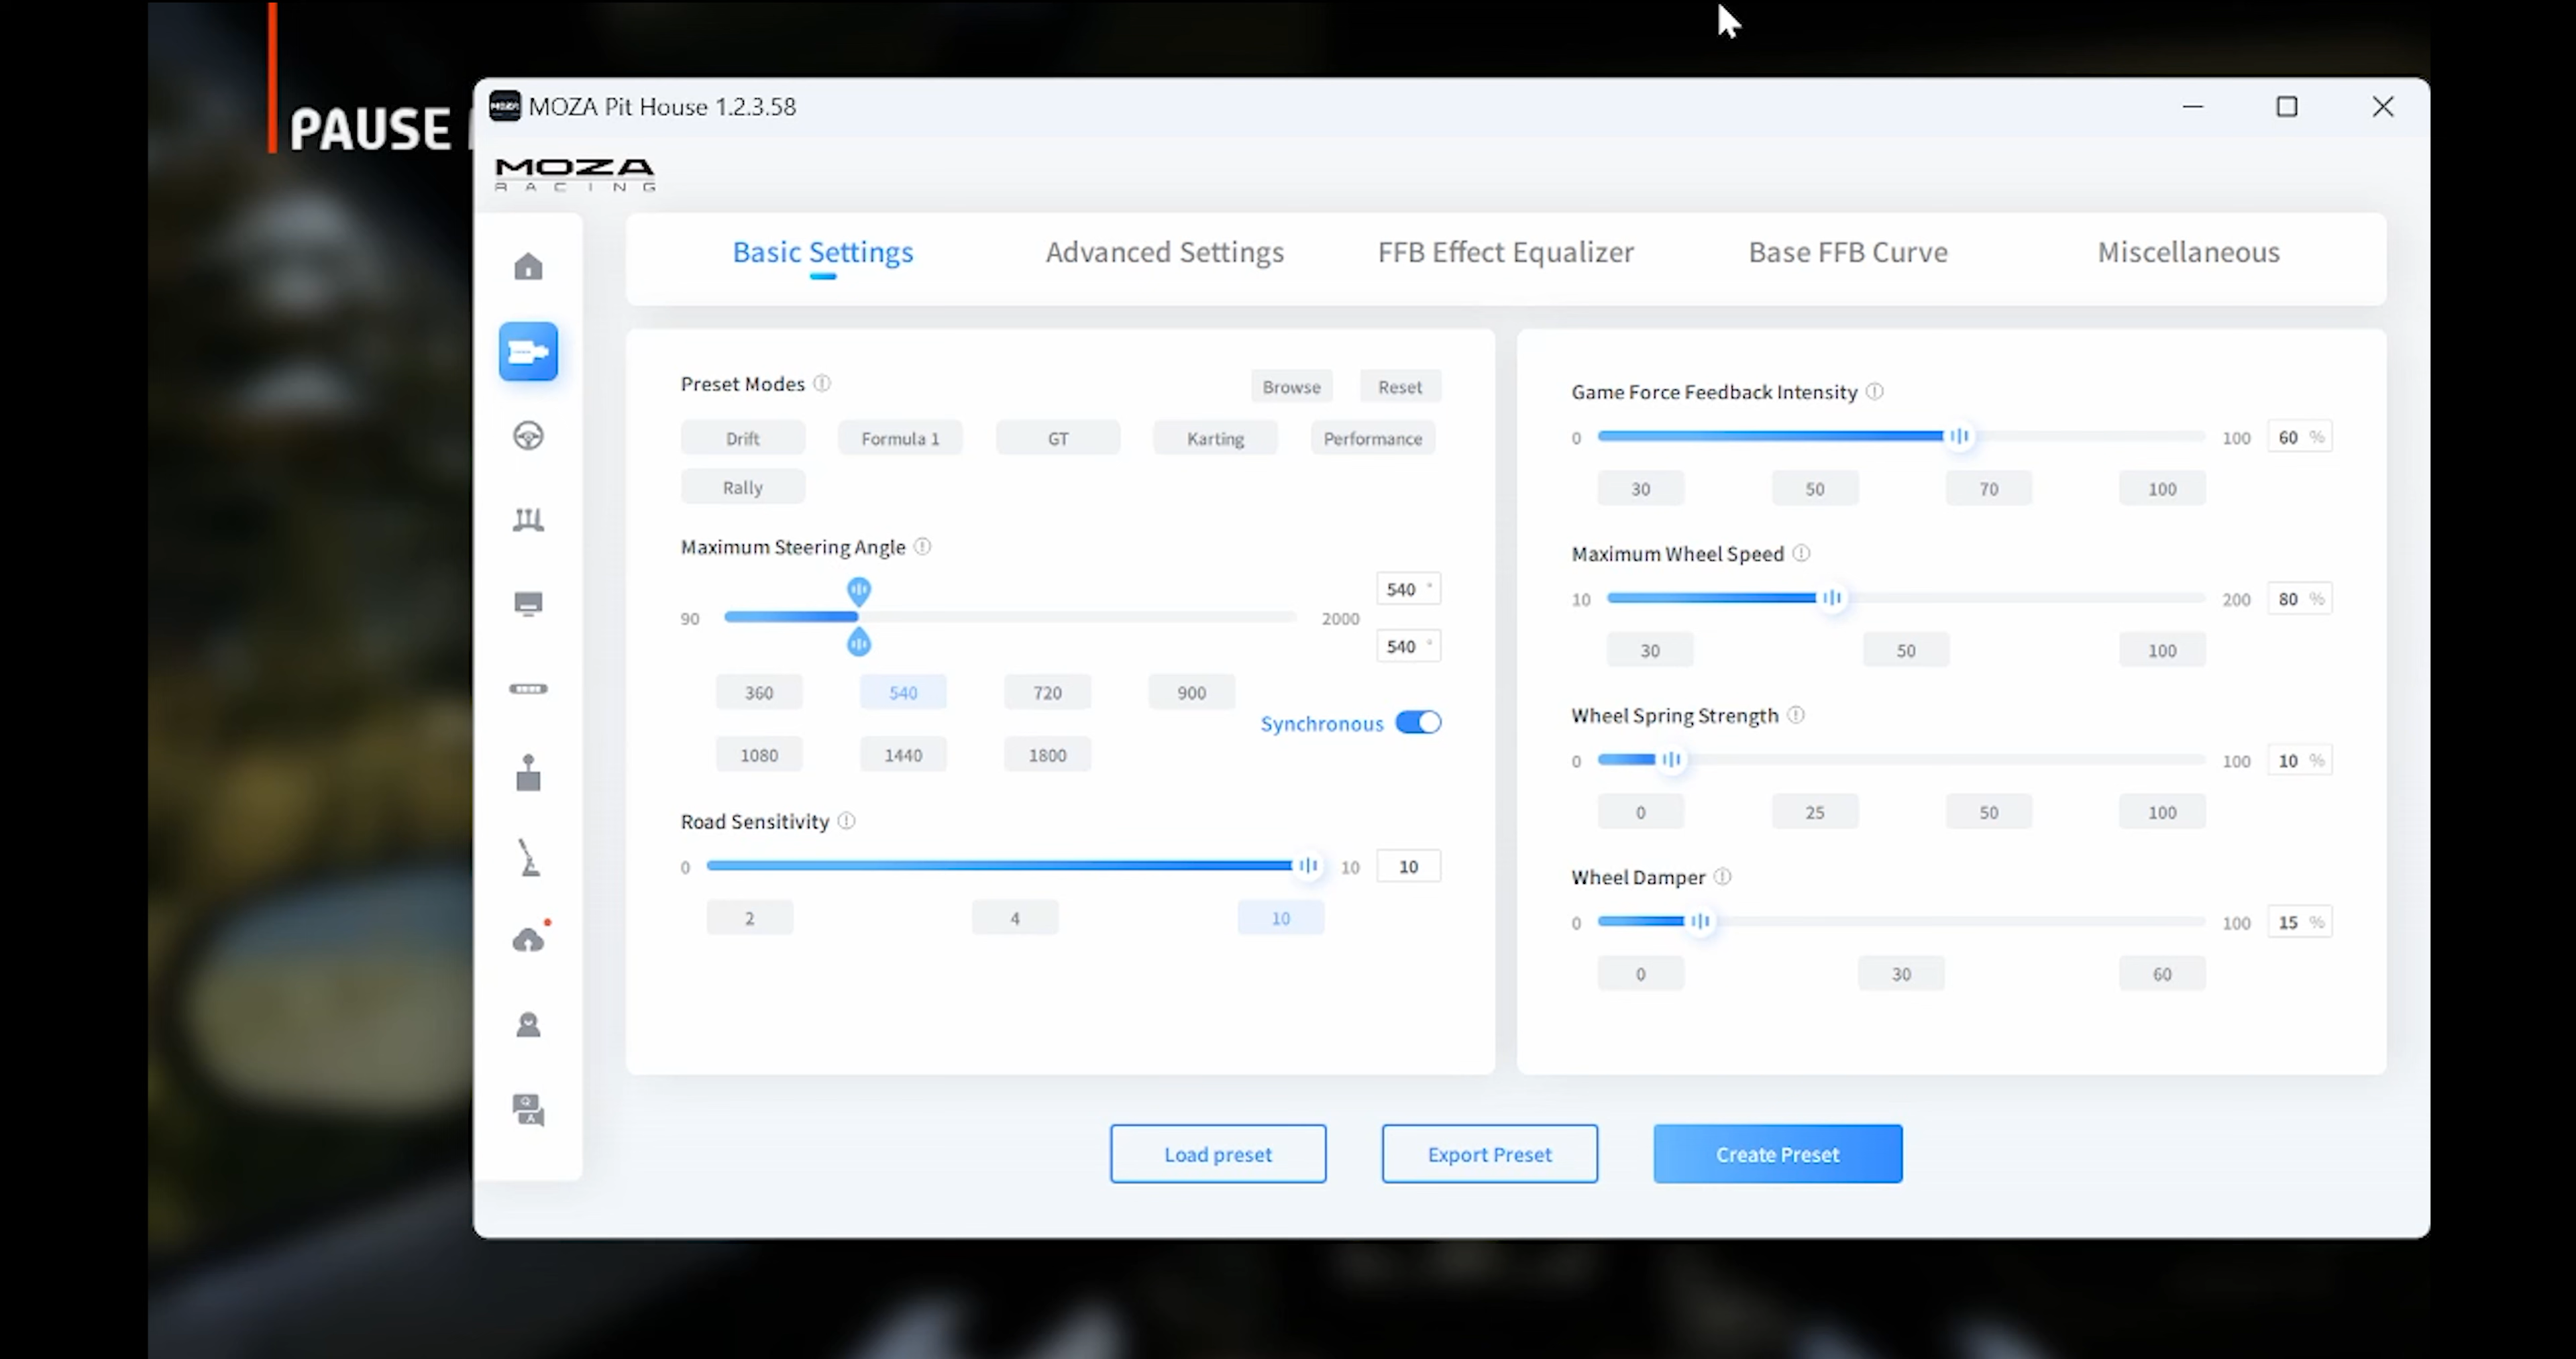 PAUSE
MOZA Pit House 1.2.3.58
MOZA
RACING
Basic Settings Advanced Settings FFB Effect Equalizer Base FFB Curve Miscellaneous
Preset Modes Browse Reset
Drift Formula 1 GT Karting Performance
Rally
Maximum Steering Angle
540 °
90 2000
540 °
360 540 720 900
Synchronous
1080 1440 1800
Road Sensitivity
0 10 10
2 4 10
Game Force Feedback Intensity
0 100 60 %
30 50 70 100
Maximum Wheel Speed
10 200 80 %
30 50 100
Wheel Spring Strength
0 100 10 %
0 25 50 100
Wheel Damper
0 100 15 %
0 30 60
Q
A
Load preset Export Preset Create Preset